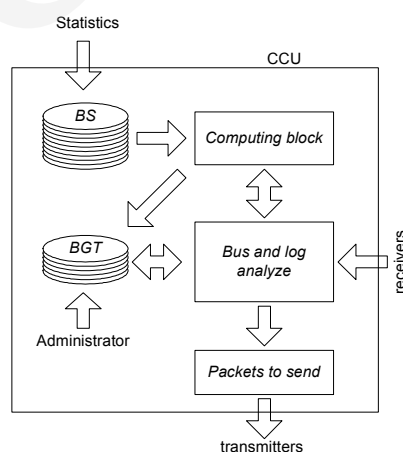 Statistics
CCU
BS
Computing block
BGT
Bus and log
analyze
receivers
Administrator
Packets to send
transmitters